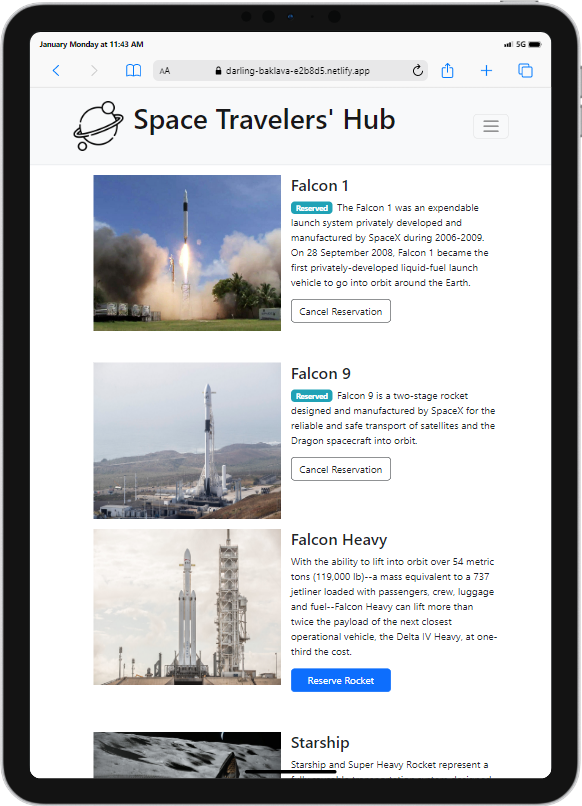 January Monday at 11:43 AM
5G
AA
darling-baklava-e2b8d5.netlify.app
Space Travelers' Hub
Falcon 1
Reserved The Falcon 1 was an expendable
launch system privately developed and
manufactured by SpaceX during 2006-2009.
On 28 September 2008, Falcon 1 became the
first privately-developed liquid-fuel launch
vehicle to go into orbit around the Earth.
Cancel Reservation
Falcon 9
Reserved Falcon 9 is a two-stage rocket
designed and manufactured by SpaceX for the
reliable and safe transport of satellites and the
Dragon spacecraft into orbit.
Cancel Reservation
Falcon Heavy
With the ability to lift into orbit over 54 metric
tons (119,000 lb)--a mass equivalent to a 737
jetliner loaded with passengers, crew, luggage
and fuel--Falcon Heavy can lift more than
twice the payload of the next closest
operational vehicle, the Delta IV Heavy, at one-
third the cost.
Reserve Rocket
Starship
Starship and Super Heavy Rocket represent a